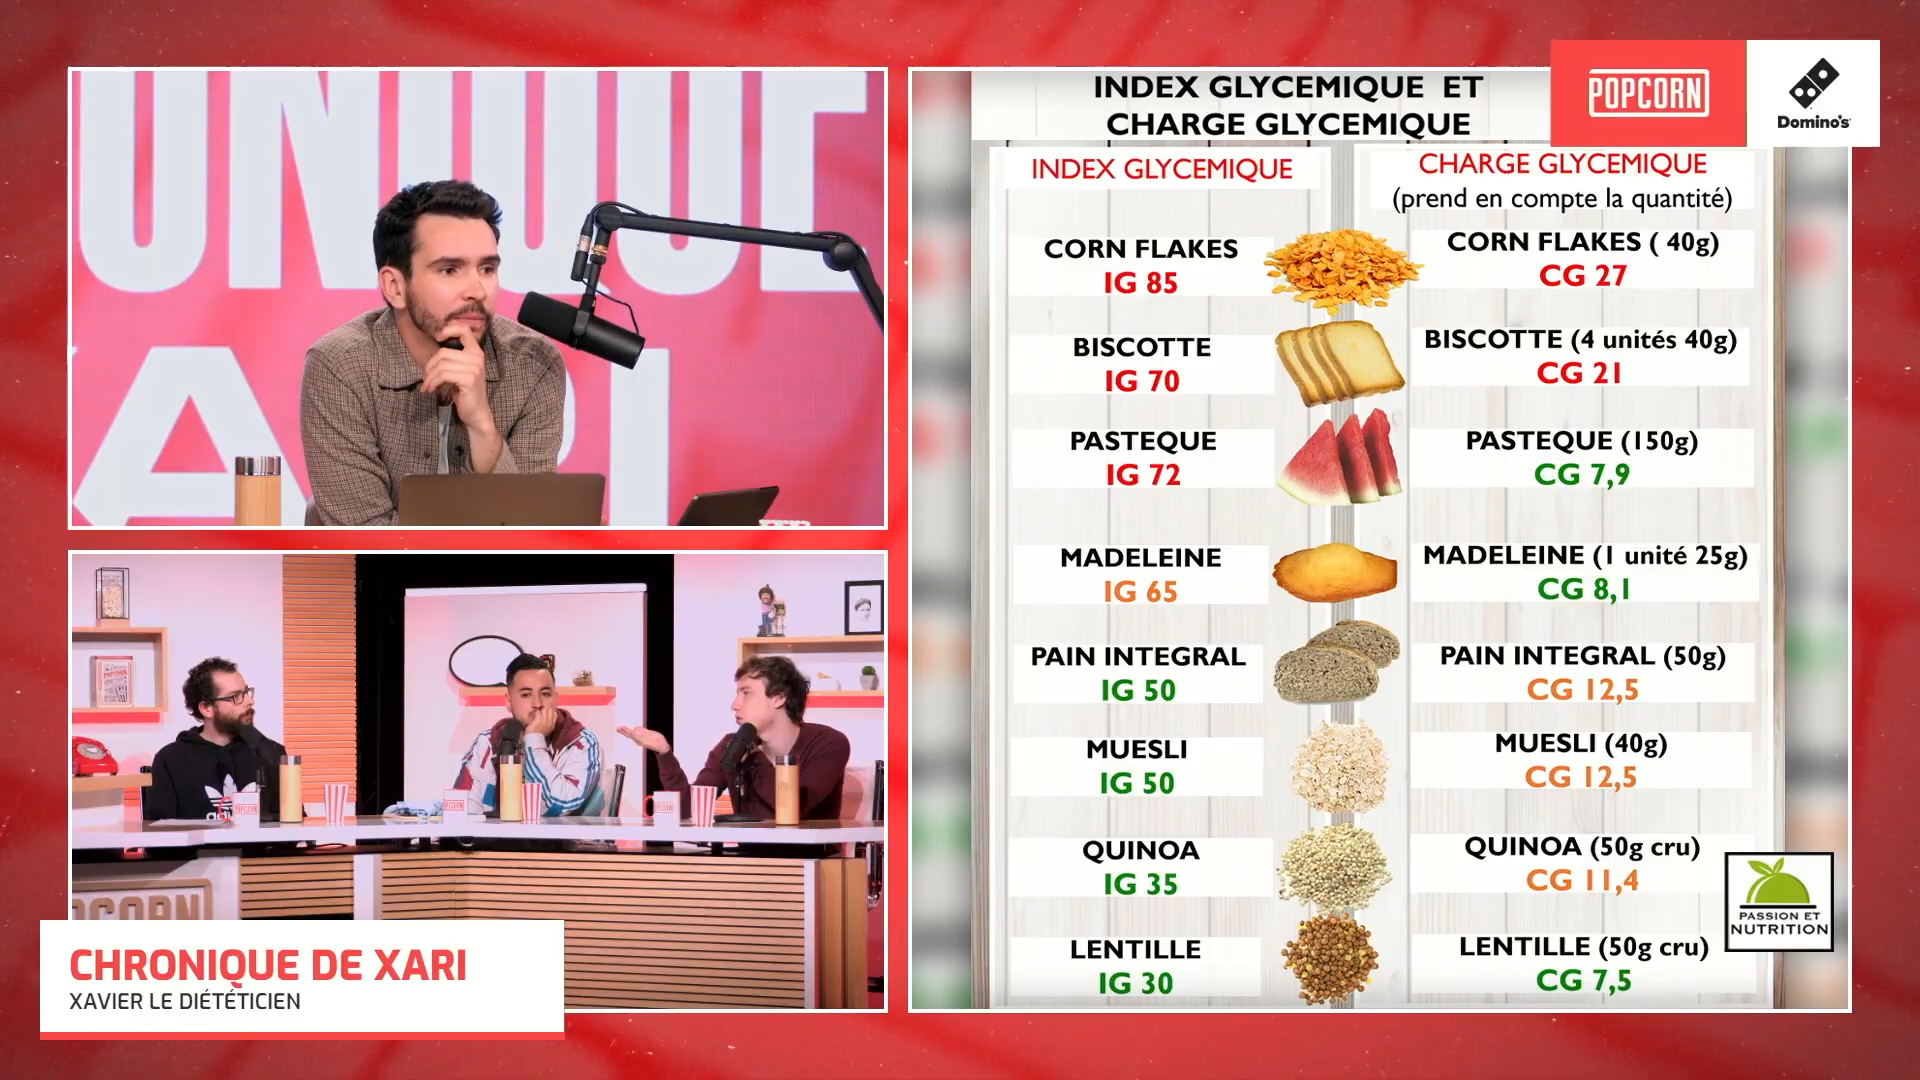 UNIQUE
POPCORN
Domino's
INDEX GLYCEMIQUE ET
CHARGE GLYCEMIQUE
INDEX GLYCEMIQUE
CHARGE GLYCEMIQUE
(prend en compte la quantité)
CORN FLAKES
IG 85
CORN FLAKES ( 40g)
CG 27
BISCOTTE
IG 70
BISCOTTE (4 unités 40g)
CG 21
PASTEQUE
IG 72
PASTEQUE (150g)
CG 7,9
MADELEINE
IG 65
MADELEINE (1 unité 25g)
CG 8,1
PAIN INTEGRAL
IG 50
PAIN INTEGRAL (50g)
CG 12,5
MUESLI
IG 50
MUESLI (40g)
CG 12,5
QUINOA
IG 35
QUINOA (50g cru)
CG 11,4
LENTILLE
IG 30
LENTILLE (50g cru)
CG 7,5
PASSION ET
NUTRITION
POPCORN
POPCORN
POPCORN
CHRONIQUE DE XARI
XAVIER LE DIÉTÉTICIEN